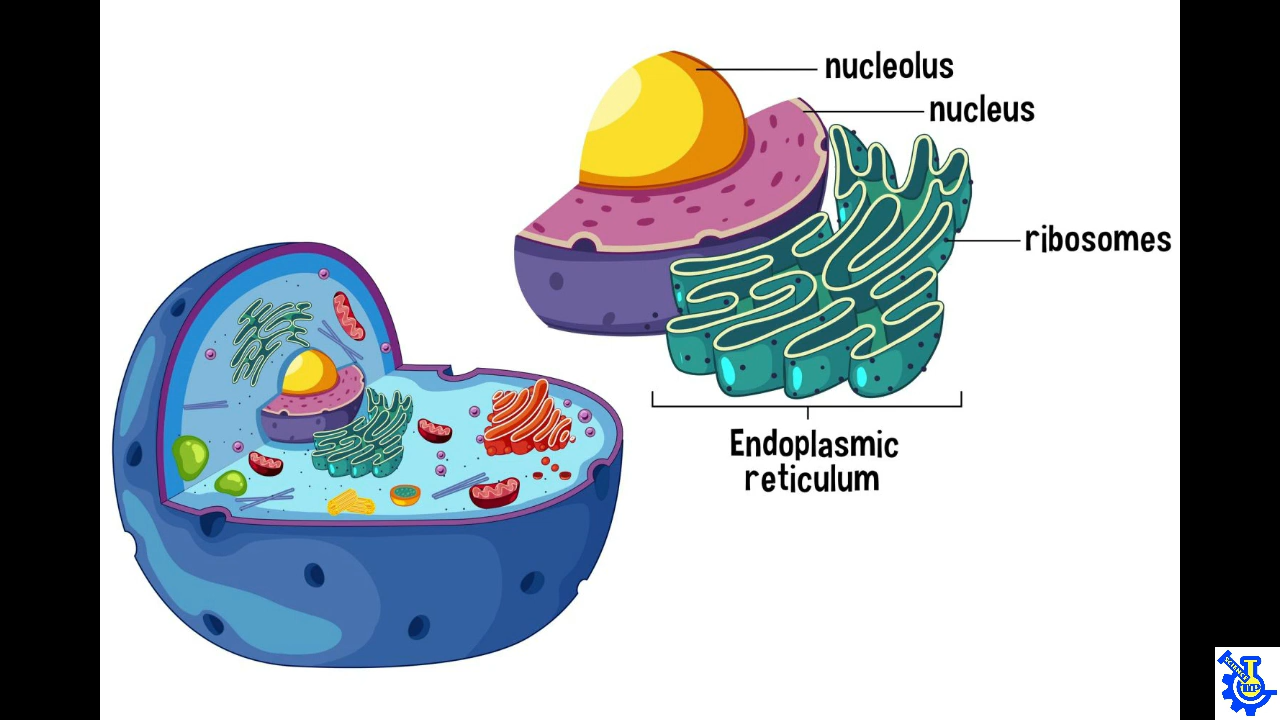 nucleolus
nucleus
ribosomes
Endoplasmic
reticulum